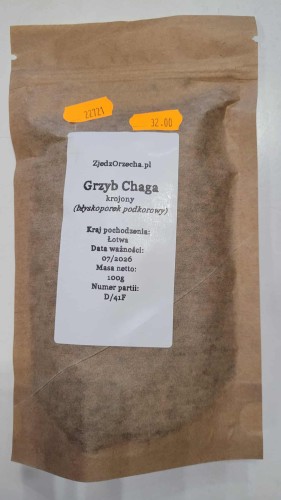 22721
32.00
ZjedzOrzecha.pl
Grzyb Chaga
krojony
(błyskoporek podkorowy)
Kraj pochodzenia:
Łotwa
Data ważności:
07/2026
Masa netto:
100g
Numer partii:
D/41F